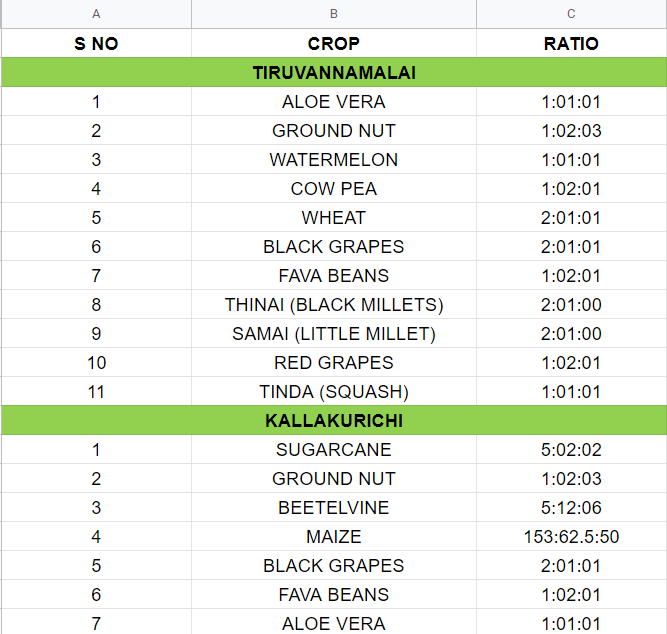 A B C
S NO CROP RATIO
TIRUVANNAMALAI
1 ALOE VERA 1:01:01
2 GROUND NUT 1:02:03
3 WATERMELON 1:01:01
4 COW PEA 1:02:01
5 WHEAT 2:01:01
6 BLACK GRAPES 2:01:01
7 FAVA BEANS 1:02:01
8 THINAI (BLACK MILLETS) 2:01:00
9 SAMAI (LITTLE MILLET) 2:01:00
10 RED GRAPES 1:02:01
11 TINDA (SQUASH) 1:01:01
KALLAKURICHI
1 SUGARCANE 5:02:02
2 GROUND NUT 1:02:03
3 BEETELVINE 5:12:06
4 MAIZE 153:62.5:50
5 BLACK GRAPES 2:01:01
6 FAVA BEANS 1:02:01
7 ALOE VERA 1:01:01